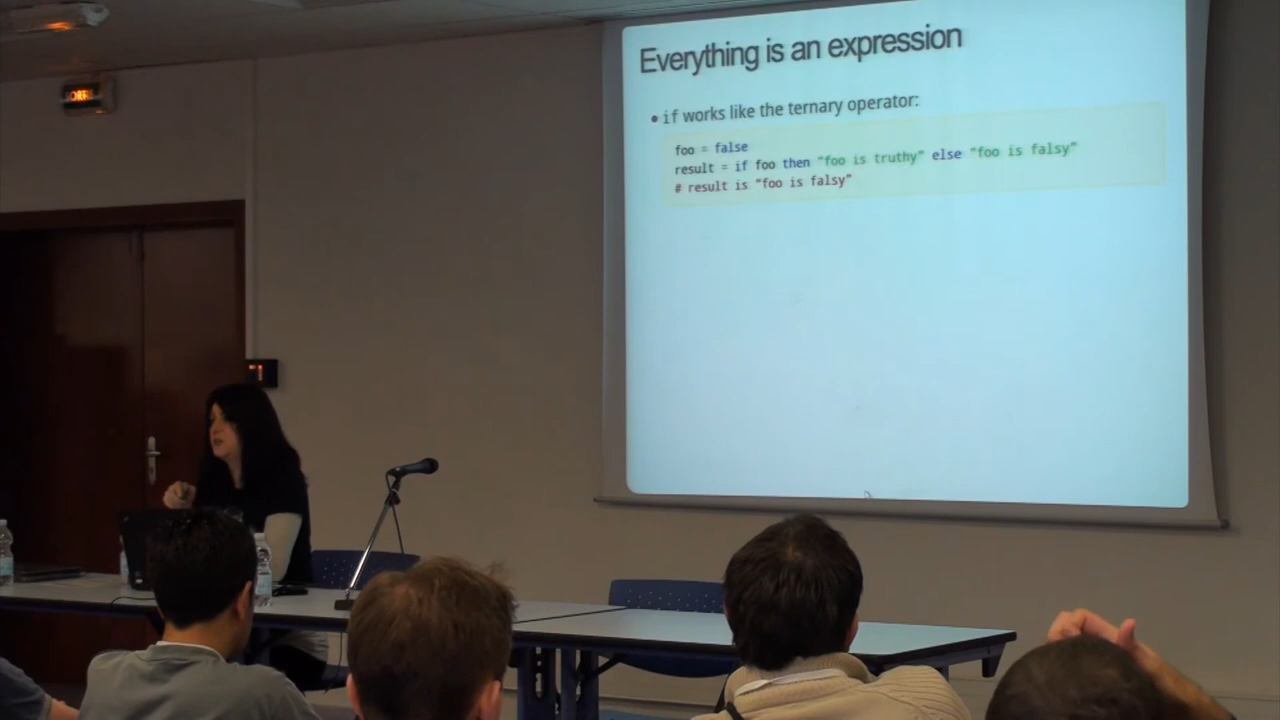 Everything is an expression
• if works like the ternary operator:
foo = false
result = if foo then “foo is truthy” else “foo is falsy”
# result is “foo is falsy”